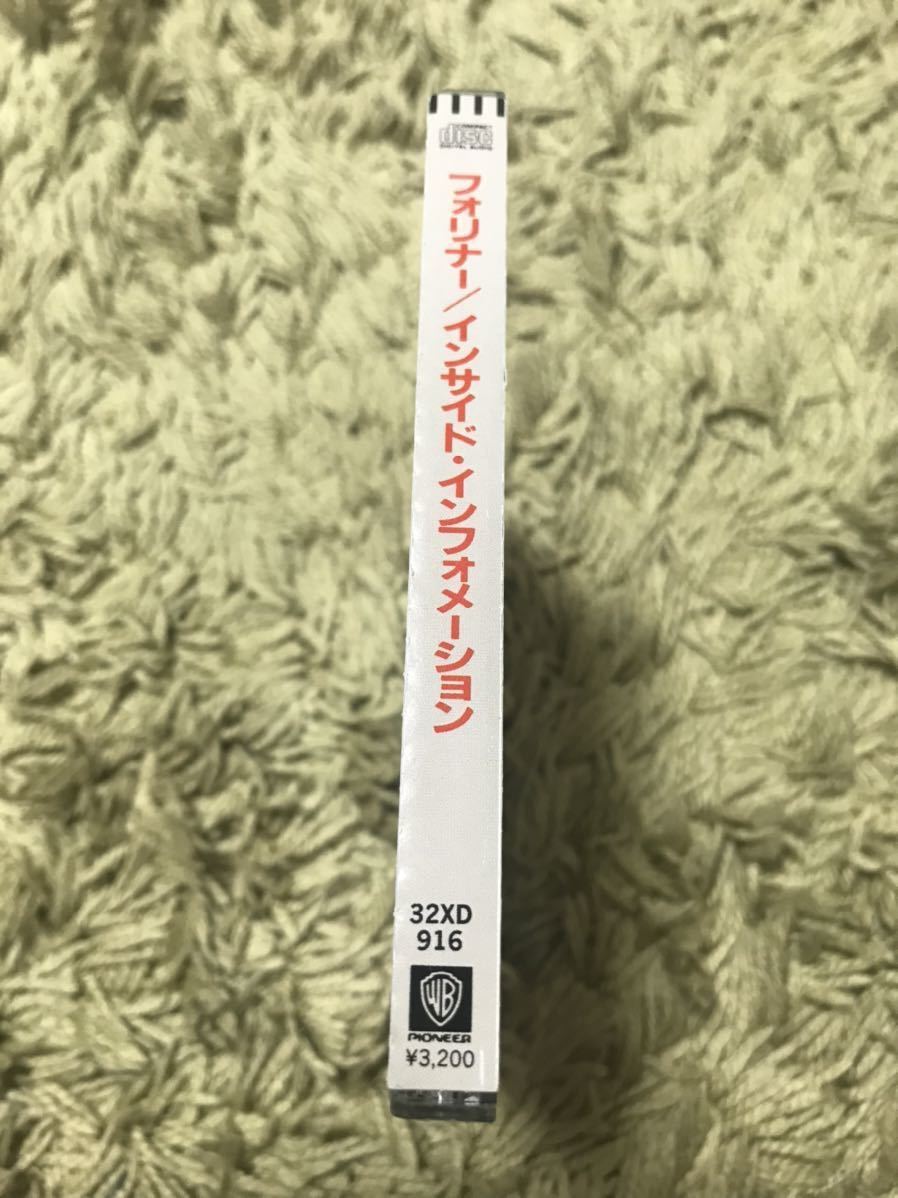 COMPACT
disc
DIGITAL AUDIO
フォリナー/インサイド・インフォメーション
32XD
916
WB
PIONEER
¥3,200